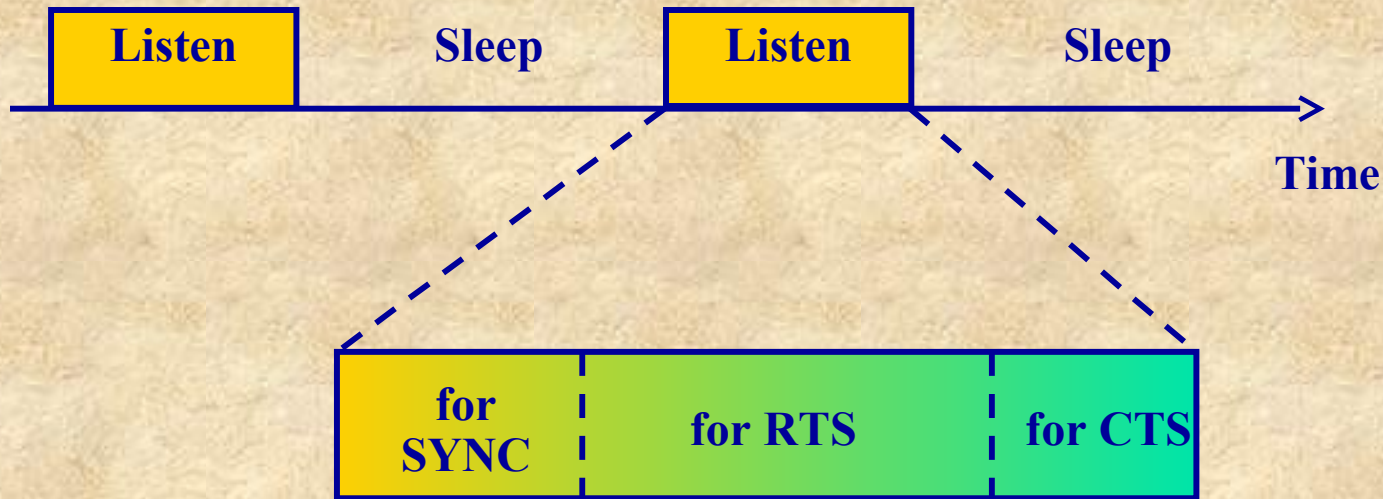 Listen
Sleep
Listen
Sleep
Time
for
SYNC
for RTS
for CTS